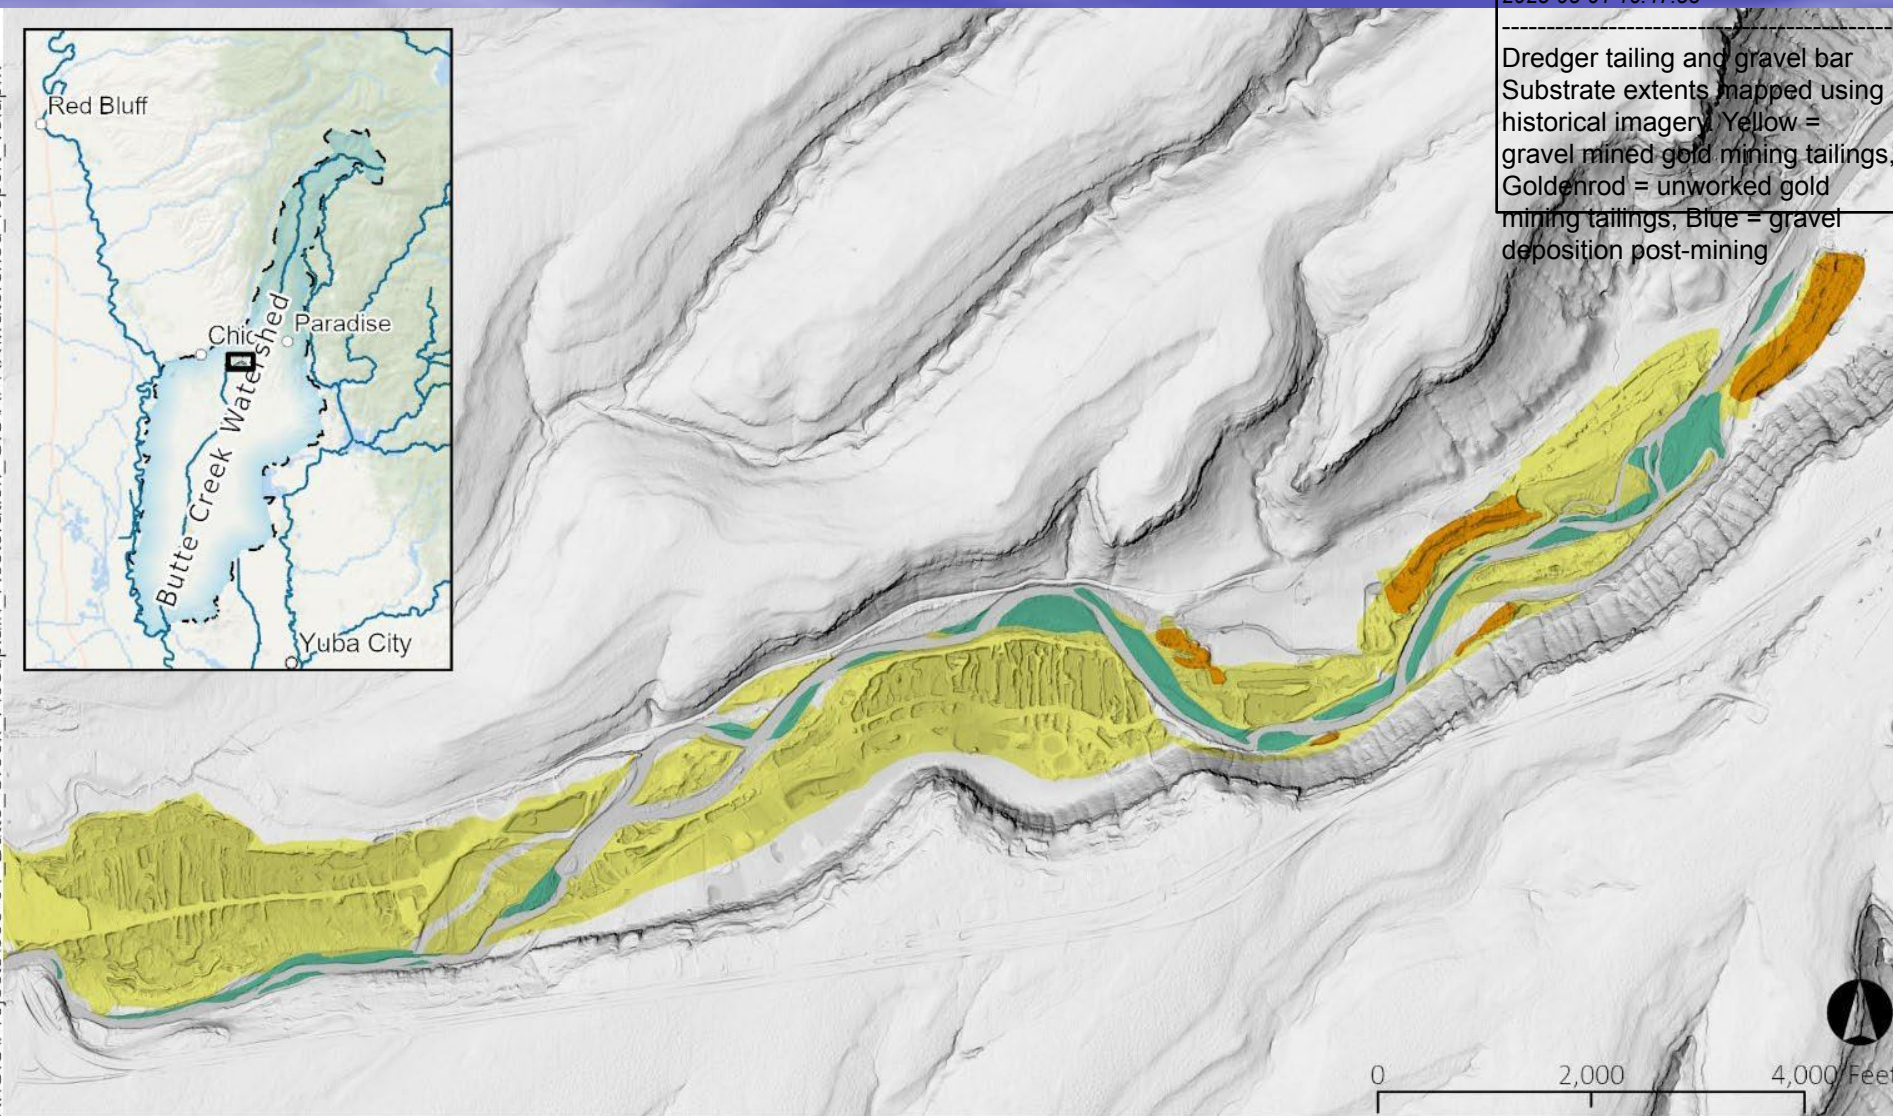 Dredger tailing and gravel bar
Substrate extents mapped using
historical imagery. Yellow =
gravel mined gold mining tailings,
Goldenrod = unworked gold
mining tailings, Blue = gravel
deposition post-mining
Red Bluff
Paradise
Butte Creek Watershed
Yuba City
0 2,000 4,000 Feet